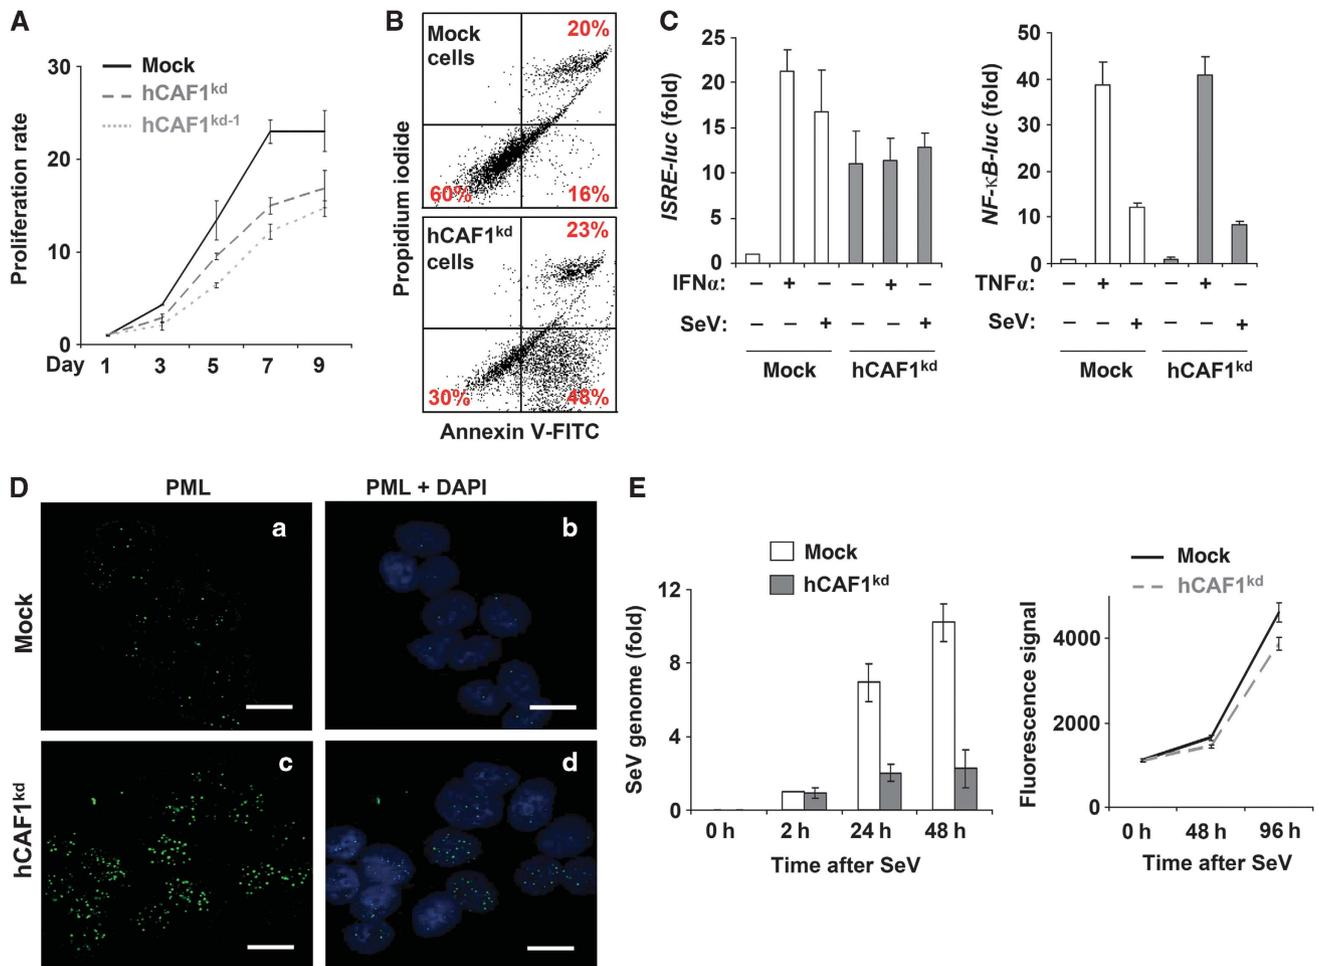 A
Proliferation rate
30
20
10
0
Mock
hCAF1kd
hCAF1kd-1
Day 1 3 5 7 9
B
Propidium iodide
Mock
cells
20%
60%
16%
hCAF1kd
cells
23%
30%
48%
Annexin V-FITC
C
ISRE-luc (fold)
25
20
15
10
5
0
IFNα: – + – – + –
SeV: – – + – – +
Mock hCAF1kd
NF-κB-luc (fold)
50
40
30
20
10
0
TNFα: – + – – + –
SeV: – – + – – +
Mock hCAF1kd
D
PML PML + DAPI
Mock
a
b
hCAF1kd
c
d
E
Mock
hCAF1kd
SeV genome (fold)
12
8
4
0
0 h 2 h 24 h 48 h
Time after SeV
Mock
hCAF1kd
Fluorescence signal
4000
2000
0
0 h 48 h 96 h
Time after SeV